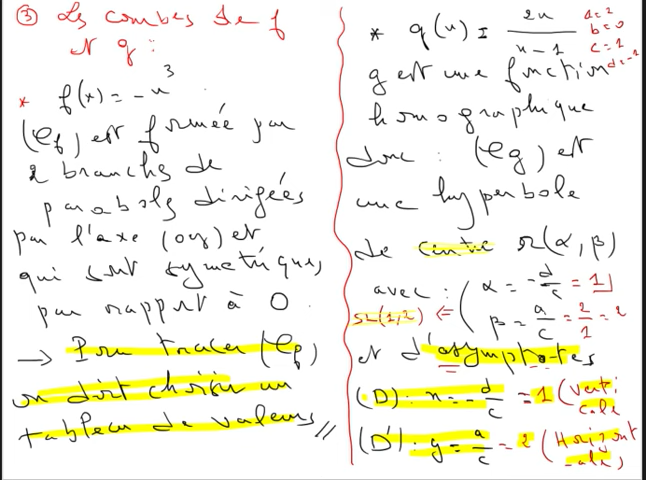 ③ Les courbes de f
et g :
* f(x) = -x³
(Cf) est formée par
2 branches de
parabols dirigées
par l'axe (oy) et
qui sont symétriques
par rapport à O.
→ Pour tracer (Cf)
on doit choisir un
tableau de valeurs //
* g(x) = 2x / x - 1
a = 2
b = 0
c = 1
d = -1
g est une fonction
homographique
donc : (Cg) est
une hyperbole
de centre Ω(α, β)
avec : α = -d/c = 1
Ω(1,2) ⇐ β = a/c = 2/1 = 2
et d'asymptotes
(D) : x = -d/c = 1 (Verticale
(D') : y = a/c = 2 (Horizontale)